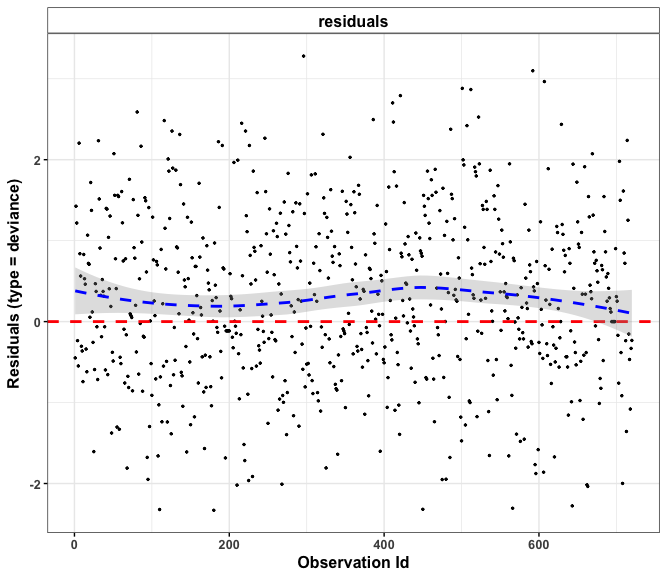 residuals
Residuals (type = deviance)
2
0
-2
0
200
400
600
Observation Id